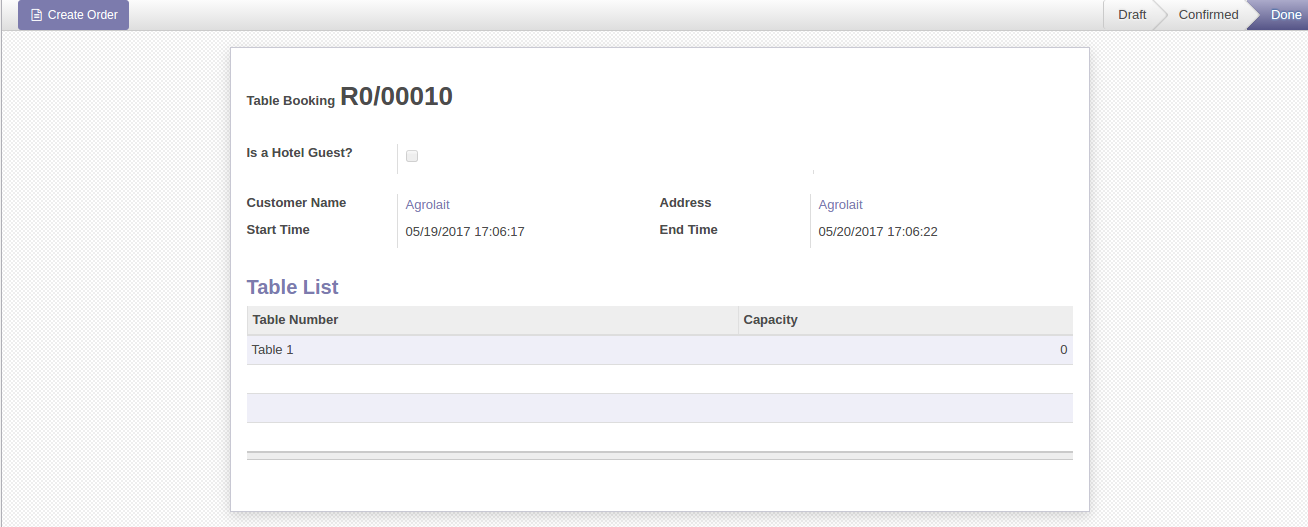 Create Order
Draft Confirmed Done
Table Booking R0/00010
Is a Hotel Guest?
Customer Name Agrolait Address Agrolait
Start Time 05/19/2017 17:06:17 End Time 05/20/2017 17:06:22
Table List
Table Number Capacity
Table 1 0